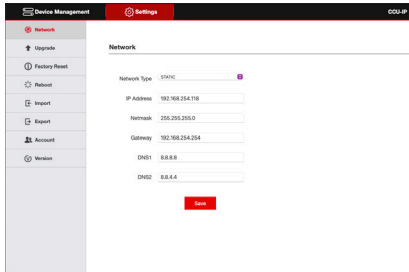 Device Management
Settings
CCU-IP
Network
Upgrade
Factory Reset
Reboot
Import
Export
Account
Version
Network
Network Type STATIC
IP Address 192.168.254.118
Netmask 255.255.255.0
Gateway 192.168.254.254
DNS1 8.8.8.8
DNS2 8.8.4.4
Save